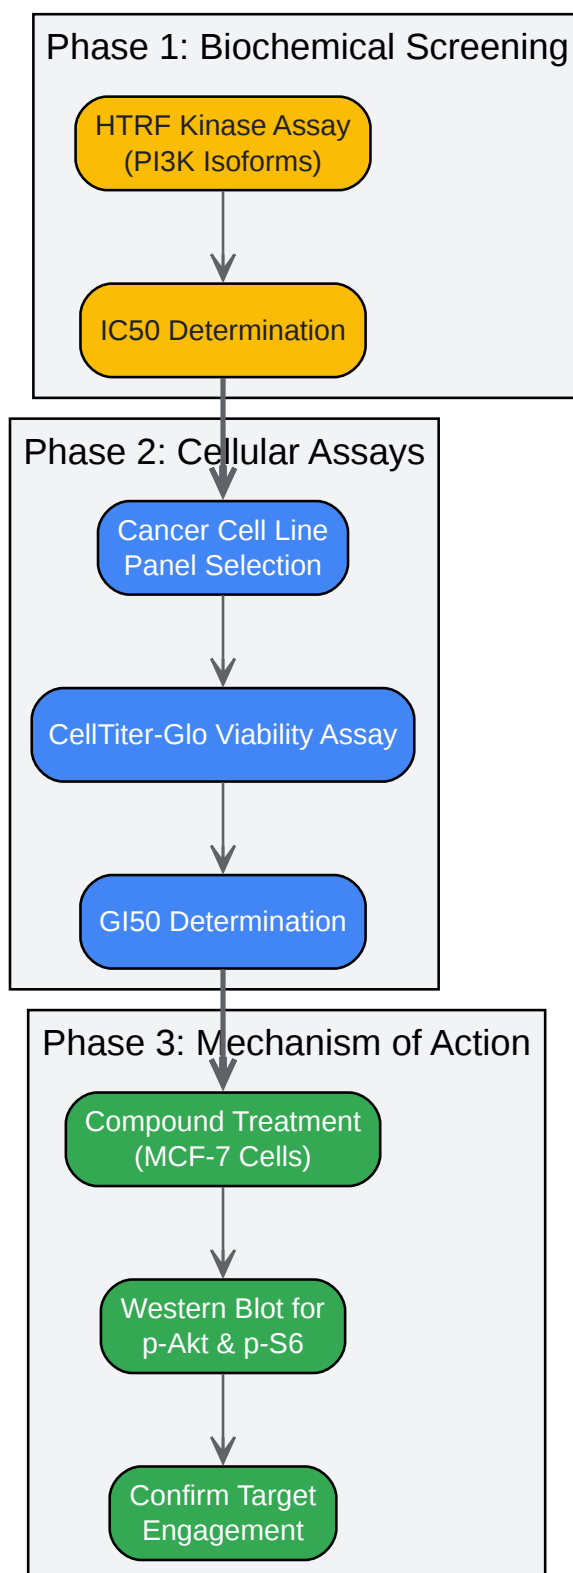 Phase 1: Biochemical Screening
HTRF Kinase Assay
(PI3K Isoforms)
IC50 Determination
Phase 2: Cellular Assays
Cancer Cell Line
Panel Selection
CellTiter-Glo Viability Assay
GI50 Determination
Phase 3: Mechanism of Action
Compound Treatment
(MCF-7 Cells)
Western Blot for
p-Akt & p-S6
Confirm Target
Engagement